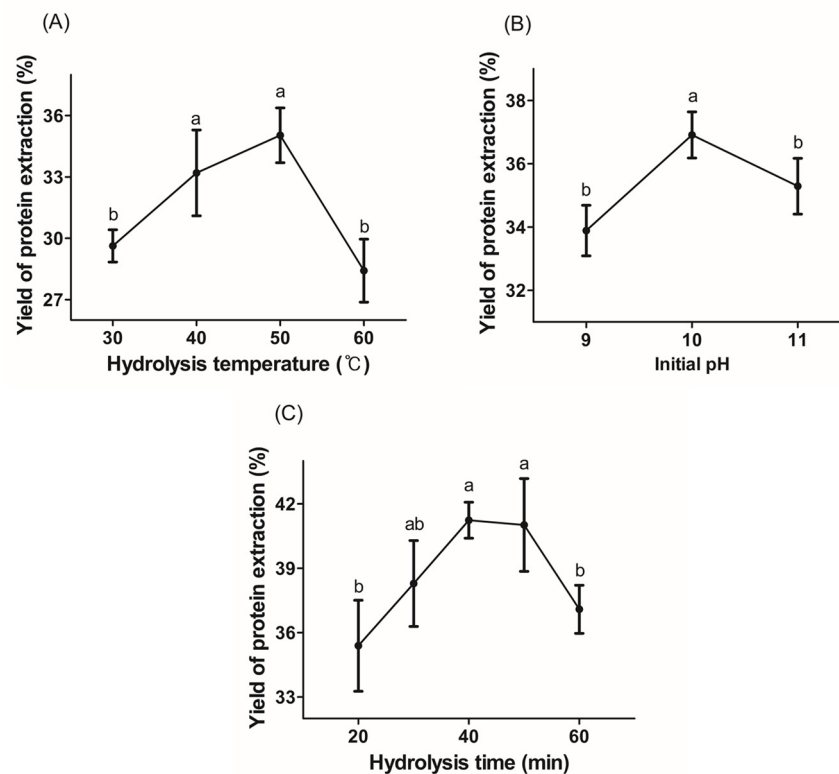 (A)
Yield of protein extraction (%)
36
33
30
27
b
a
a
b
30 40 50 60
Hydrolysis temperature (℃)
(B)
Yield of protein extraction (%)
38
36
34
32
b
a
b
9 10 11
Initial pH
(C)
Yield of protein extraction (%)
42
39
36
33
b
ab
a
a
b
20 40 60
Hydrolysis time (min)